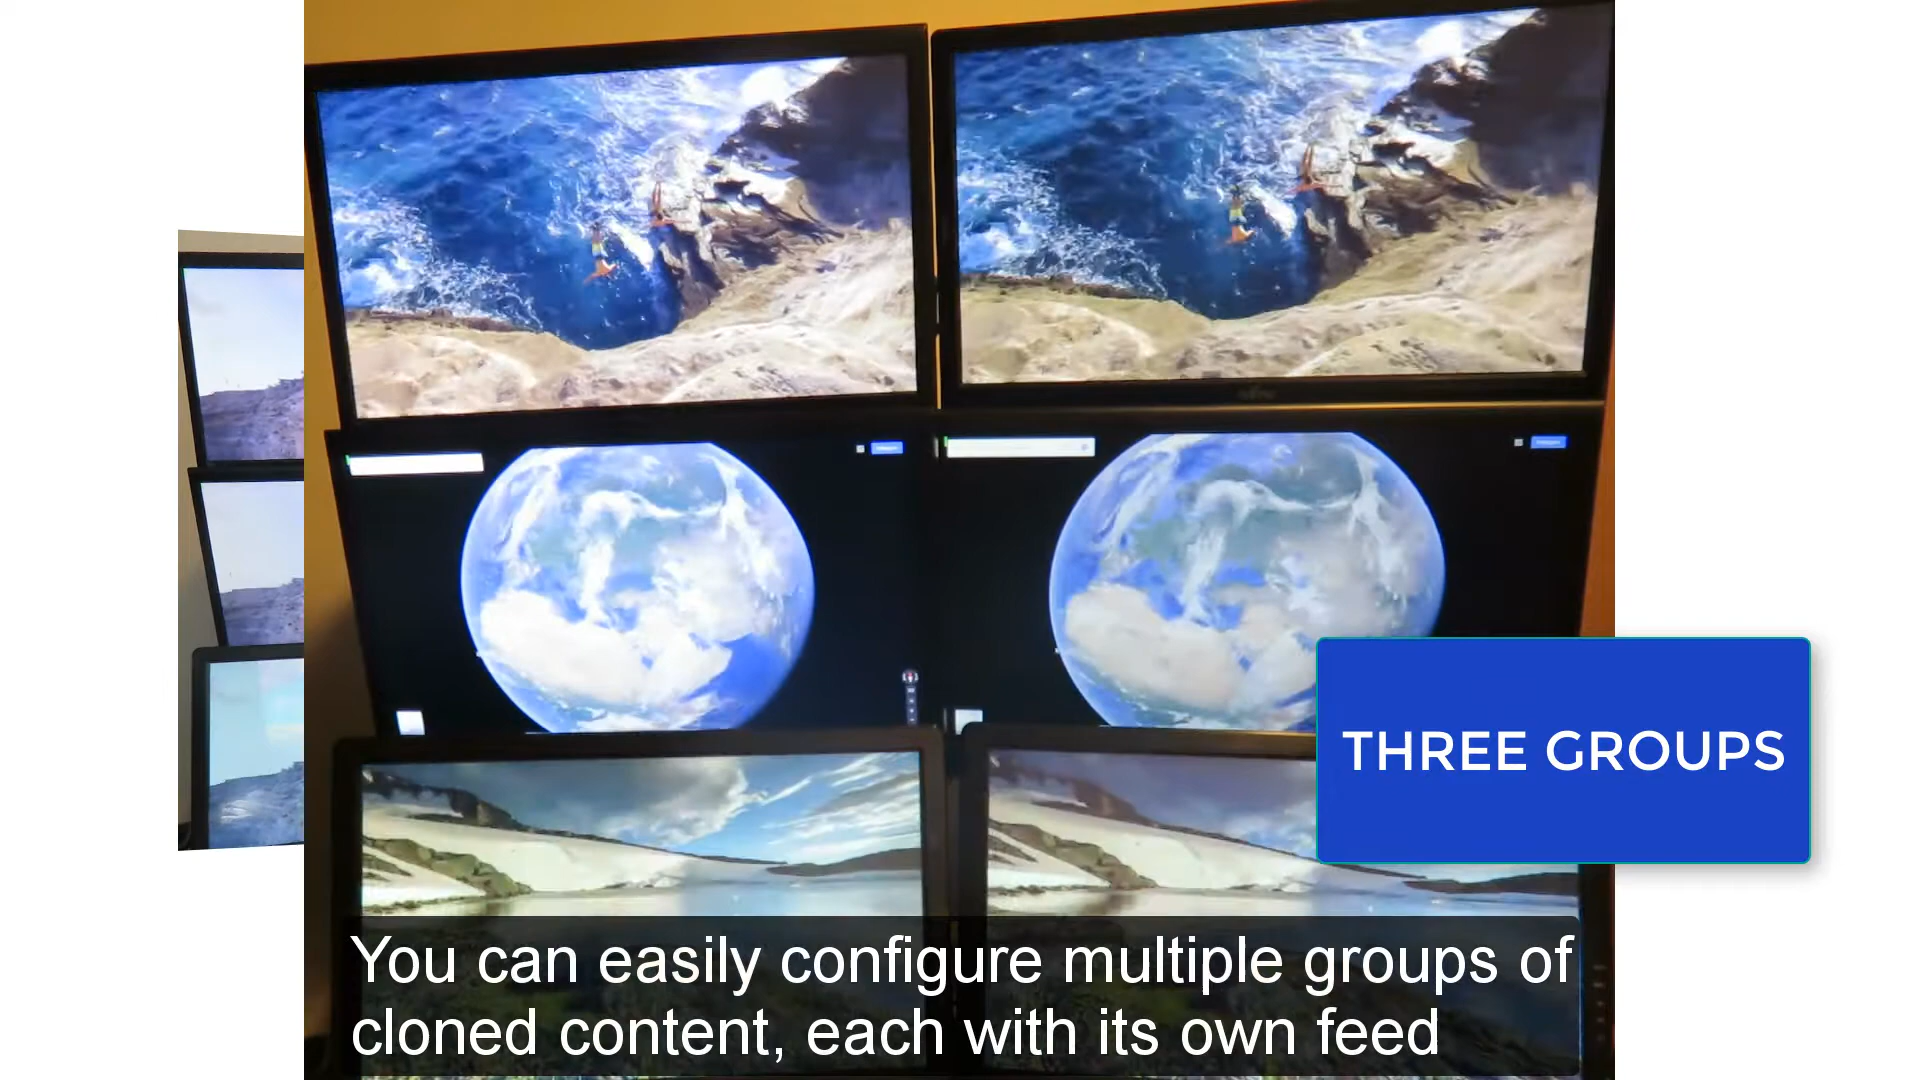 THREE GROUPS
You can easily configure multiple groups of
cloned content, each with its own feed